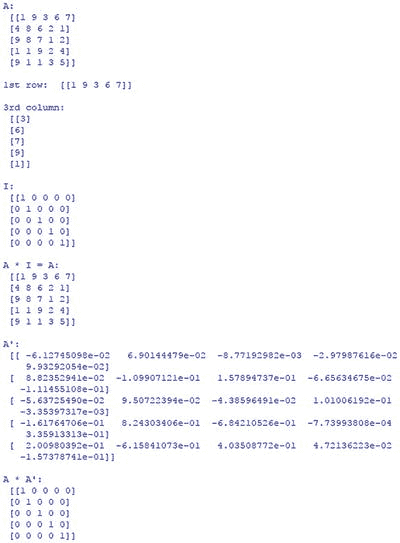 A:
[[1 9 3 6 7]
[4 8 6 2 1]
[9 8 7 1 2]
[1 1 9 2 4]
[9 1 1 3 5]]
1st row: [[1 9 3 6 7]]
3rd column:
[[3]
[6]
[7]
[9]
[1]]
I:
[[1 0 0 0 0]
[0 1 0 0 0]
[0 0 1 0 0]
[0 0 0 1 0]
[0 0 0 0 1]]
A * I = A:
[[1 9 3 6 7]
[4 8 6 2 1]
[9 8 7 1 2]
[1 1 9 2 4]
[9 1 1 3 5]]
A':
[[ -6.12745098e-02 6.90144479e-02 -8.77192982e-03 -2.97987616e-02
9.93292054e-02]
[ 8.82352941e-02 -1.09907121e-01 1.57894737e-01 -6.65634675e-02
-1.11455108e-01]
[ -5.63725490e-02 9.50722394e-02 -4.38596491e-02 1.01006192e-01
-3.35397317e-03]
[ -1.61764706e-01 8.24303406e-01 -6.84210526e-01 -7.73993808e-04
3.35913313e-01]
[ 2.00980392e-01 -6.15841073e-01 4.03508772e-01 4.72136223e-02
-1.57378741e-01]]
A * A':
[[1 0 0 0 0]
[0 1 0 0 0]
[0 0 1 0 0]
[0 0 0 1 0]
[0 0 0 0 1]]